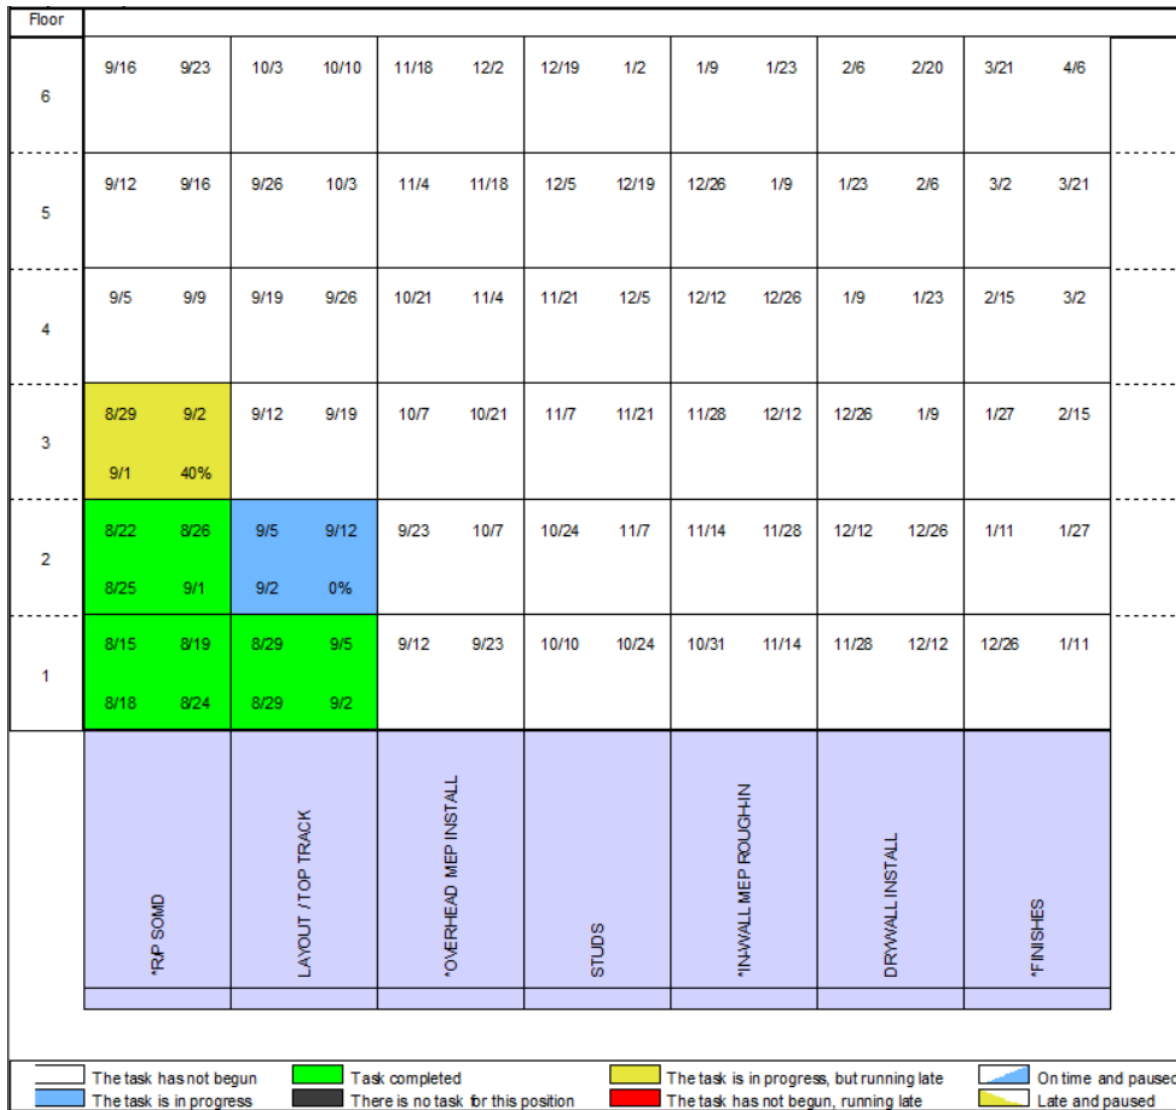 Floor
9/16 9/23 10/3 10/10 11/18 12/2 12/19 1/2 1/9 1/23 2/6 2/20 3/21 4/6
6
9/12 9/16 9/26 10/3 11/4 11/18 12/5 12/19 12/26 1/9 1/23 2/6 3/2 3/21
5
9/5 9/9 9/19 9/26 10/21 11/4 11/21 12/5 12/12 12/26 1/9 1/23 2/15 3/2
4
8/29 9/2 9/12 9/19 10/7 10/21 11/7 11/21 11/28 12/12 12/26 1/9 1/27 2/15
3
9/1 40%
8/22 8/26 9/5 9/12 9/23 10/7 10/24 11/7 11/14 11/28 12/12 12/26 1/11 1/27
2
8/25 9/1 9/2 0%
8/15 8/19 8/29 9/5 9/12 9/23 10/10 10/24 10/31 11/14 11/28 12/12 12/26 1/11
1
8/18 8/24 8/29 9/2
*R/P SOMD
LAYOUT / TOP TRACK
*OVERHEAD MEP INSTALL
STUDS
*IN-WALL MEP ROUGH-IN
DRYWALL INSTALL
*FINISHES
The task has not begun
Task completed
The task is in progress, but running late
On time and paused
The task is in progress
There is no task for this position
The task has not begun, running late
Late and paused